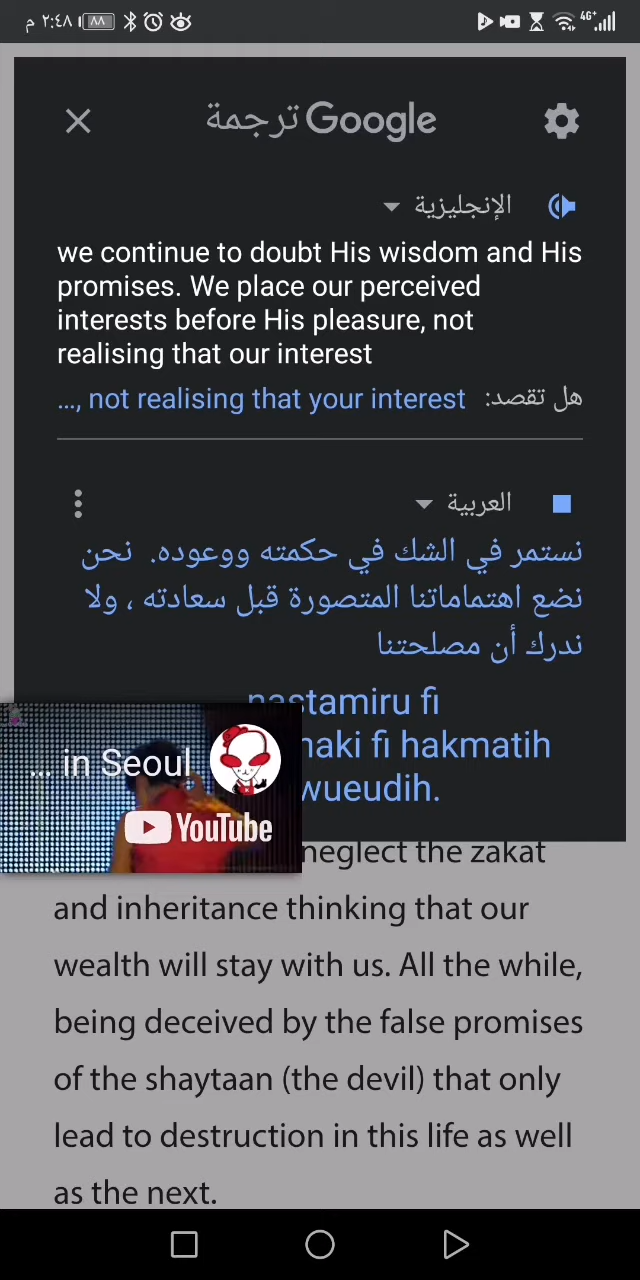 م ٢:٤٨ ٨٨ 4G+
Google ترجمة
الإنجليزية
we continue to doubt His wisdom and His
promises. We place our perceived
interests before His pleasure, not
realising that our interest
هل تقصد: ..., not realising that your interest
العربية
نستمر في الشك في حكمته ووعوده. نحن
نضع اهتماماتنا المتصورة قبل سعادته ، ولا
ندرك أن مصلحتنا
nastamiru fi
haki fi hakmatih
wueudih.
... in Seoul
YouTube
neglect the zakat
and inheritance thinking that our
wealth will stay with us. All the while,
being deceived by the false promises
of the shaytaan (the devil) that only
lead to destruction in this life as well
as the next.